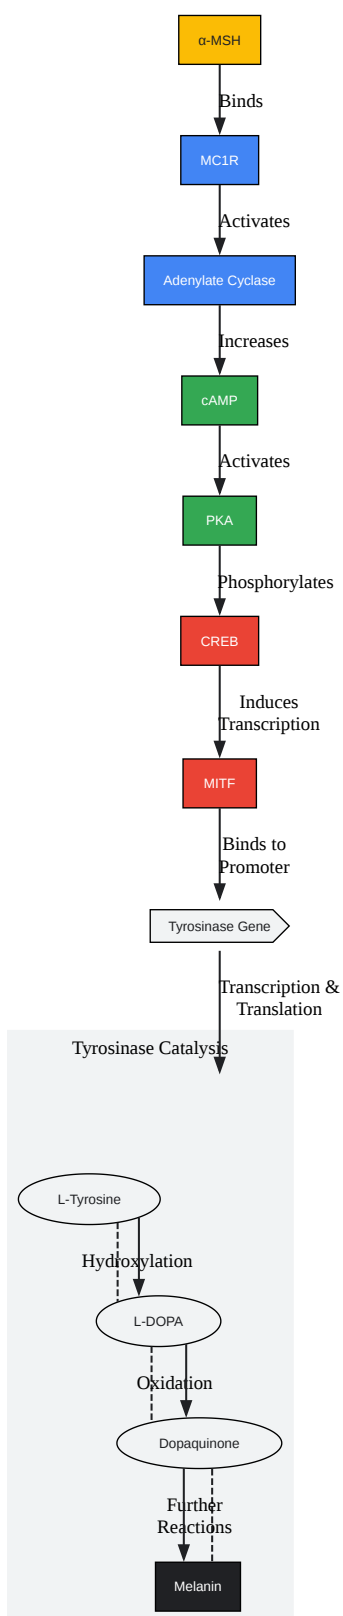 α-MSH
Binds
MC1R
Activates
Adenylate Cyclase
Increases
cAMP
Activates
PKA
Phosphorylates
CREB
Induces
Transcription
MITF
Binds to
Promoter
Tyrosinase Gene
Transcription &
Translation
Tyrosinase Catalysis
L-Tyrosine
Hydroxylation
L-DOPA
Oxidation
Dopaquinone
Further
Reactions
Melanin